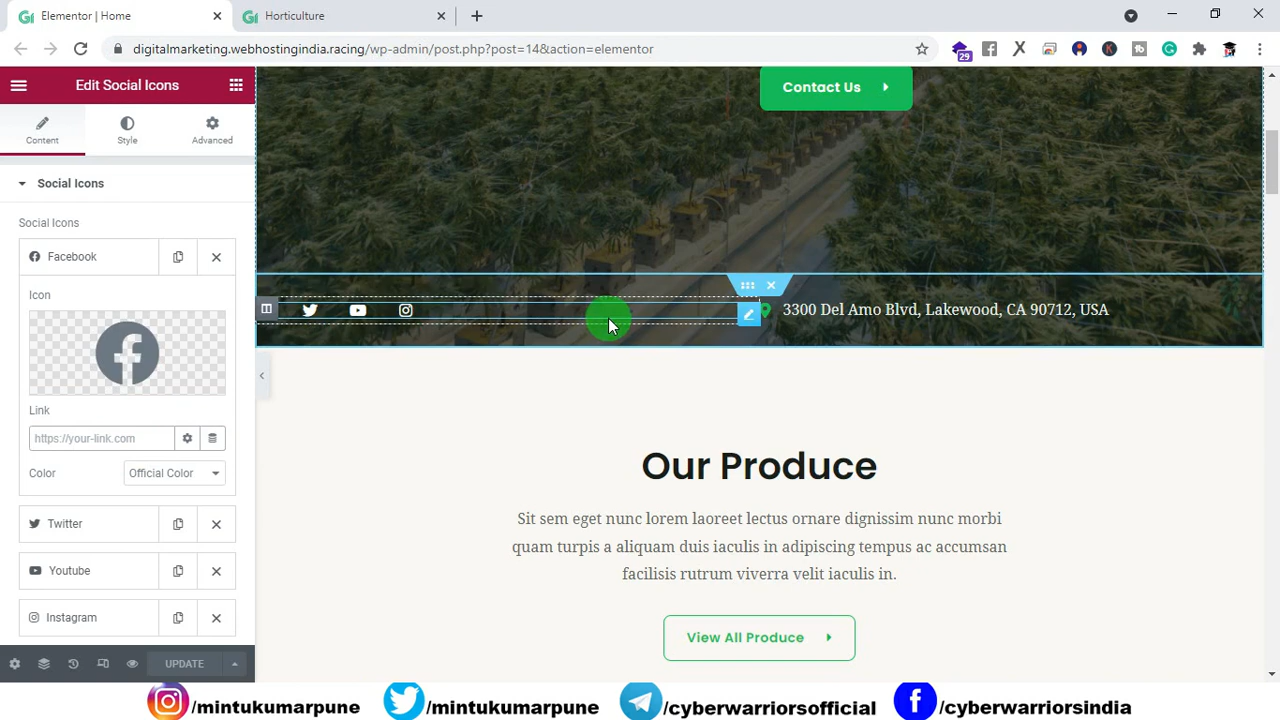 Elementor | Home
Horticulture
digitalmarketing.webhostingindia.racing/wp-admin/post.php?post=14&action=elementor
29
Edit Social Icons
Content
Style
Advanced
Social Icons
Social Icons
Facebook
Icon
Link
https://your-link.com
Color
Official Color
Twitter
Youtube
Instagram
UPDATE
Contact Us
3300 Del Amo Blvd, Lakewood, CA 90712, USA
Our Produce
Sit sem eget nunc lorem laoreet lectus ornare dignissim nunc morbi
quam turpis a aliquam duis iaculis in adipiscing tempus ac accumsan
facilisis rutrum viverra velit iaculis in.
View All Produce
/mintukumarpune
/mintukumarpune
/cyberwarriorsofficial
/cyberwarriorsindia